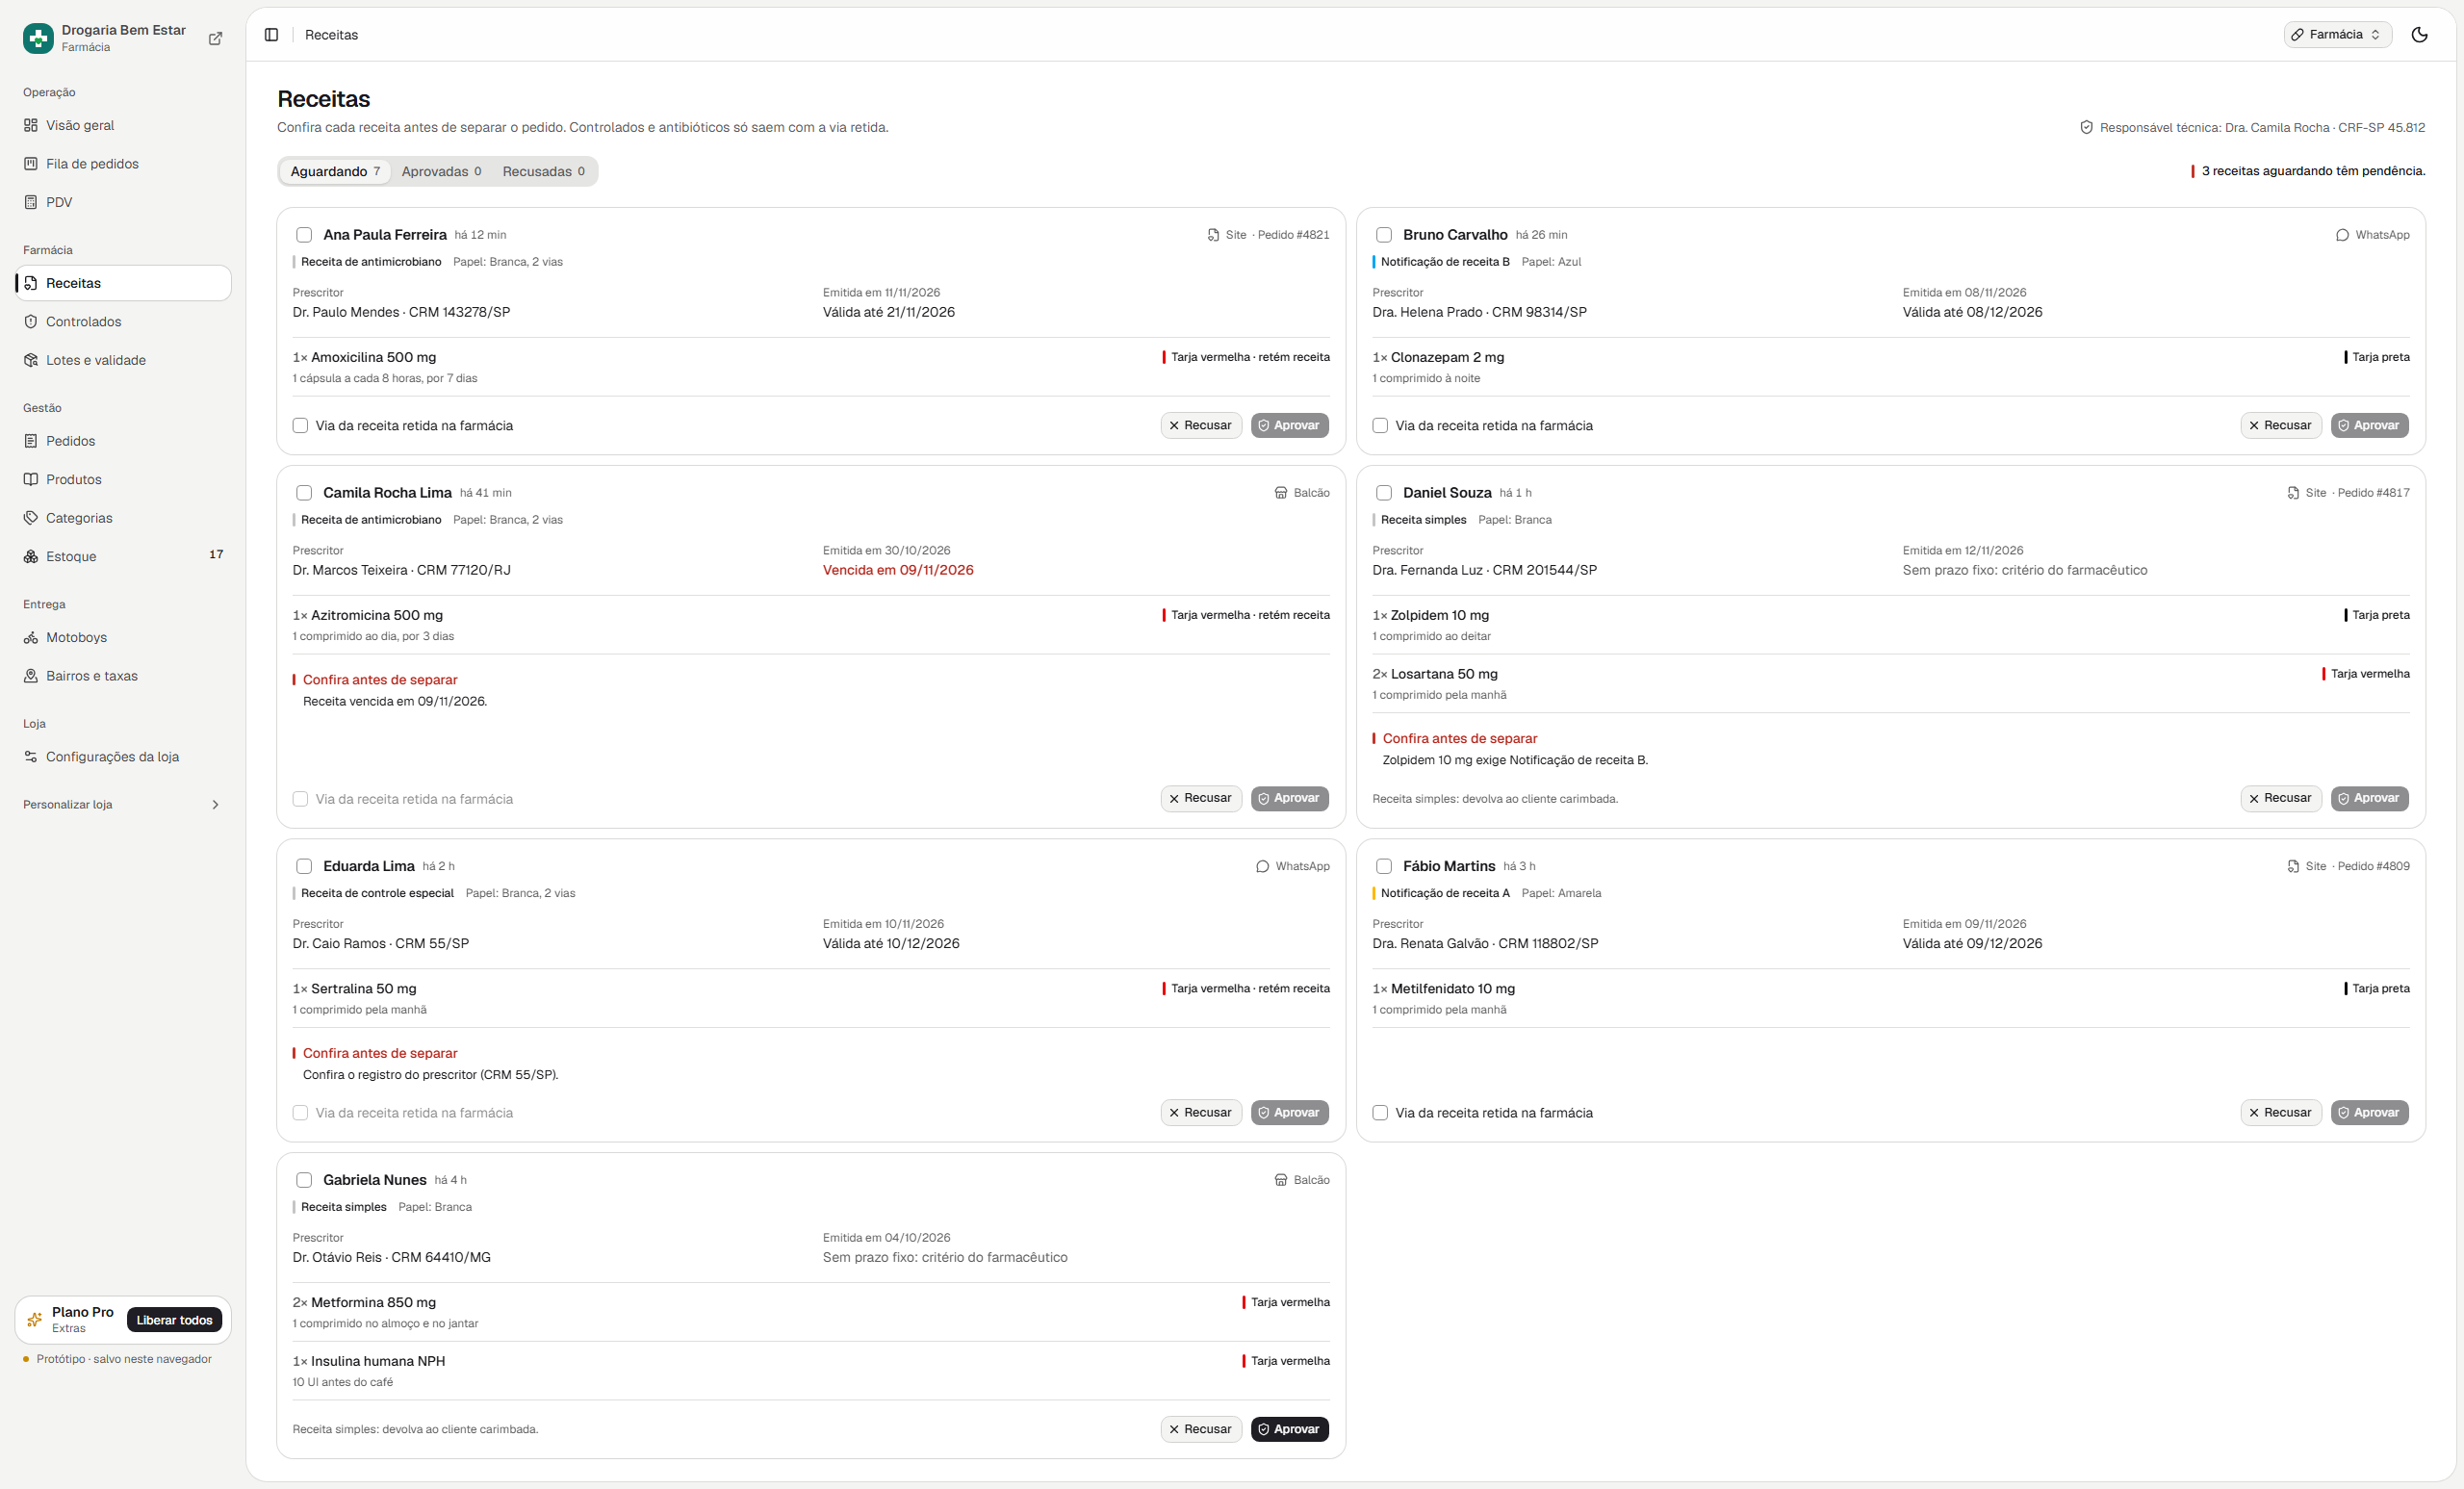 Drogaria Bem Estar
Farmácia
Operação
Visão geral
Fila de pedidos
PDV
Farmácia
Receitas
Controlados
Lotes e validade
Gestão
Pedidos
Produtos
Categorias
Estoque 17
Entrega
Motoboys
Bairros e taxas
Loja
Configurações da loja
Personalizar loja
Plano Pro
Extras
Liberar todos
Protótipo · salvo neste navegador
Receitas
Farmácia
Receitas
Confira cada receita antes de separar o pedido. Controlados e antibióticos só saem com a via retida.
Responsável técnica: Dra. Camila Rocha · CRF-SP 45.812
Aguardando 7 Aprovadas 0 Recusadas 0
3 receitas aguardando têm pendência.
Ana Paula Ferreira há 12 min Site · Pedido #4821
Receita de antimicrobiano Papel: Branca, 2 vias
Prescritor Emitida em 11/11/2026
Dr. Paulo Mendes · CRM 143278/SP Válida até 21/11/2026
1× Amoxicilina 500 mg Tarja vermelha · retém receita
1 cápsula a cada 8 horas, por 7 dias
Via da receita retida na farmácia Recusar Aprovar
Bruno Carvalho há 26 min WhatsApp
Notificação de receita B Papel: Azul
Prescritor Emitida em 08/11/2026
Dra. Helena Prado · CRM 98314/SP Válida até 08/12/2026
1× Clonazepam 2 mg Tarja preta
1 comprimido à noite
Via da receita retida na farmácia Recusar Aprovar
Camila Rocha Lima há 41 min Balcão
Receita de antimicrobiano Papel: Branca, 2 vias
Prescritor Emitida em 30/10/2026
Dr. Marcos Teixeira · CRM 77120/RJ Vencida em 09/11/2026
1× Azitromicina 500 mg Tarja vermelha · retém receita
1 comprimido ao dia, por 3 dias
Confira antes de separar
Receita vencida em 09/11/2026.
Via da receita retida na farmácia Recusar Aprovar
Daniel Souza há 1 h Site · Pedido #4817
Receita simples Papel: Branca
Prescritor Emitida em 12/11/2026
Dra. Fernanda Luz · CRM 201544/SP Sem prazo fixo: critério do farmacêutico
1× Zolpidem 10 mg Tarja preta
1 comprimido ao deitar
2× Losartana 50 mg Tarja vermelha
1 comprimido pela manhã
Confira antes de separar
Zolpidem 10 mg exige Notificação de receita B.
Receita simples: devolva ao cliente carimbada. Recusar Aprovar
Eduarda Lima há 2 h WhatsApp
Receita de controle especial Papel: Branca, 2 vias
Prescritor Emitida em 10/11/2026
Dr. Caio Ramos · CRM 55/SP Válida até 10/12/2026
1× Sertralina 50 mg Tarja vermelha · retém receita
1 comprimido pela manhã
Confira antes de separar
Confira o registro do prescritor (CRM 55/SP).
Via da receita retida na farmácia Recusar Aprovar
Fábio Martins há 3 h Site · Pedido #4809
Notificação de receita A Papel: Amarela
Prescritor Emitida em 09/11/2026
Dra. Renata Galvão · CRM 118802/SP Válida até 09/12/2026
1× Metilfenidato 10 mg Tarja preta
1 comprimido pela manhã
Via da receita retida na farmácia Recusar Aprovar
Gabriela Nunes há 4 h Balcão
Receita simples Papel: Branca
Prescritor Emitida em 04/10/2026
Dr. Otávio Reis · CRM 64410/MG Sem prazo fixo: critério do farmacêutico
2× Metformina 850 mg Tarja vermelha
1 comprimido no almoço e no jantar
1× Insulina humana NPH Tarja vermelha
10 UI antes do café
Receita simples: devolva ao cliente carimbada. Recusar Aprovar